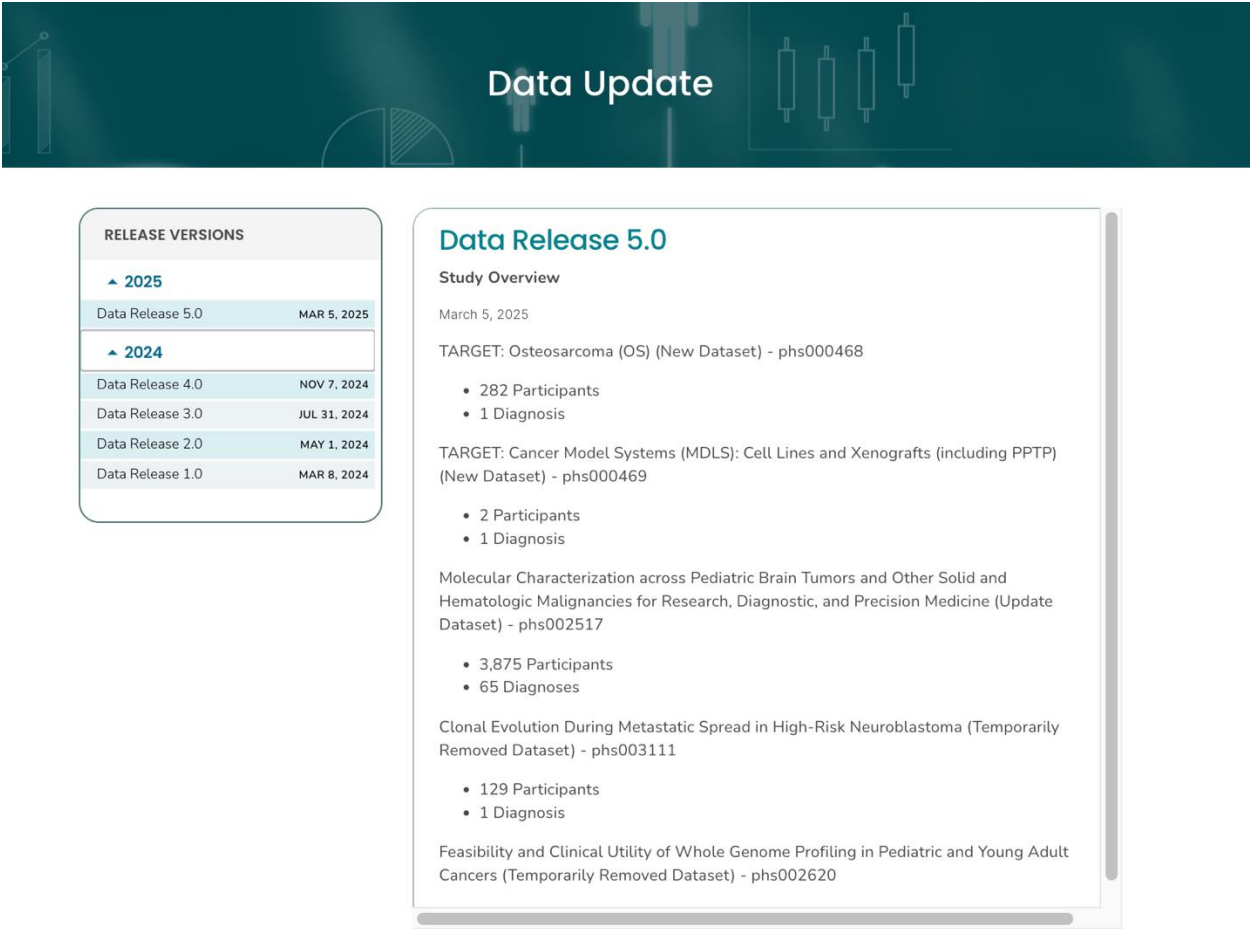 Data Update
RELEASE VERSIONS
2025
Data Release 5.0 MAR 5, 2025
2024
Data Release 4.0 NOV 7, 2024
Data Release 3.0 JUL 31, 2024
Data Release 2.0 MAY 1, 2024
Data Release 1.0 MAR 8, 2024
Data Release 5.0
Study Overview
March 5, 2025
TARGET: Osteosarcoma (OS) (New Dataset) - phs000468
• 282 Participants
• 1 Diagnosis
TARGET: Cancer Model Systems (MDLS): Cell Lines and Xenografts (including PPTP)
(New Dataset) - phs000469
• 2 Participants
• 1 Diagnosis
Molecular Characterization across Pediatric Brain Tumors and Other Solid and
Hematologic Malignancies for Research, Diagnostic, and Precision Medicine (Update
Dataset) - phs002517
• 3,875 Participants
• 65 Diagnoses
Clonal Evolution During Metastatic Spread in High-Risk Neuroblastoma (Temporarily
Removed Dataset) - phs003111
• 129 Participants
• 1 Diagnosis
Feasibility and Clinical Utility of Whole Genome Profiling in Pediatric and Young Adult
Cancers (Temporarily Removed Dataset) - phs002620